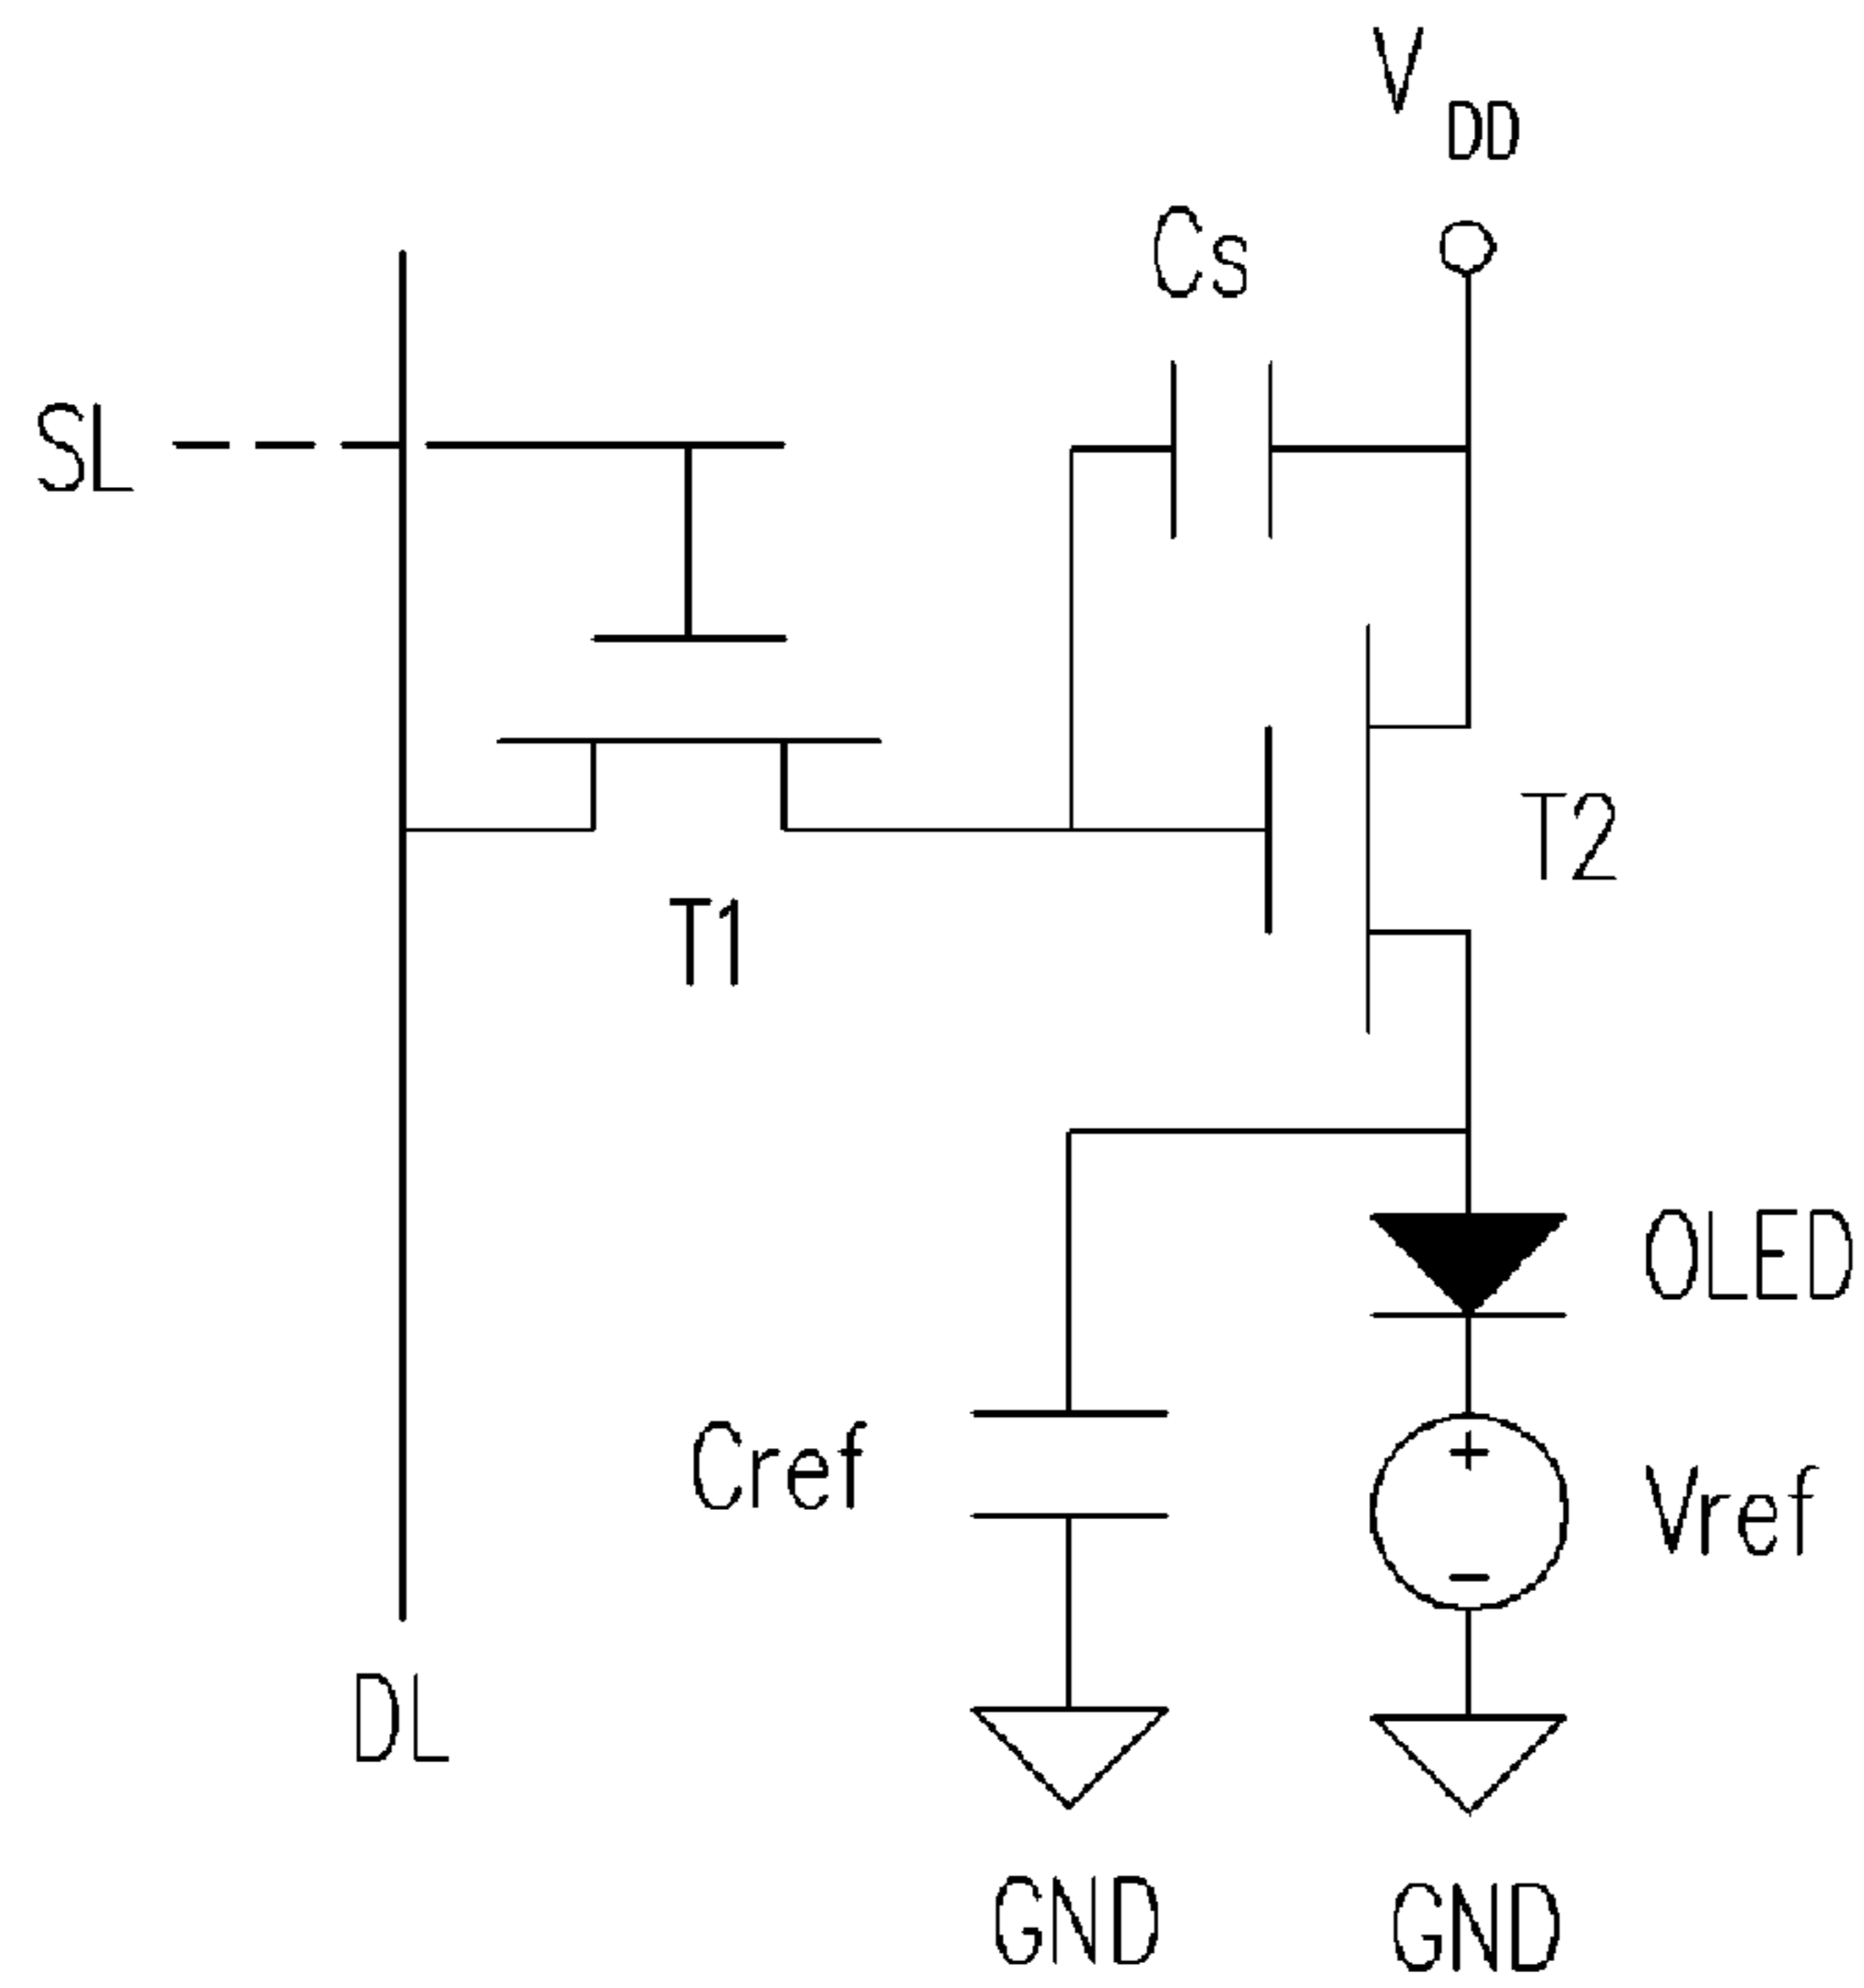 V DD
Cs
SL
T2
T1
OLED
Cref
+
-
Vref
DL
GND
GND